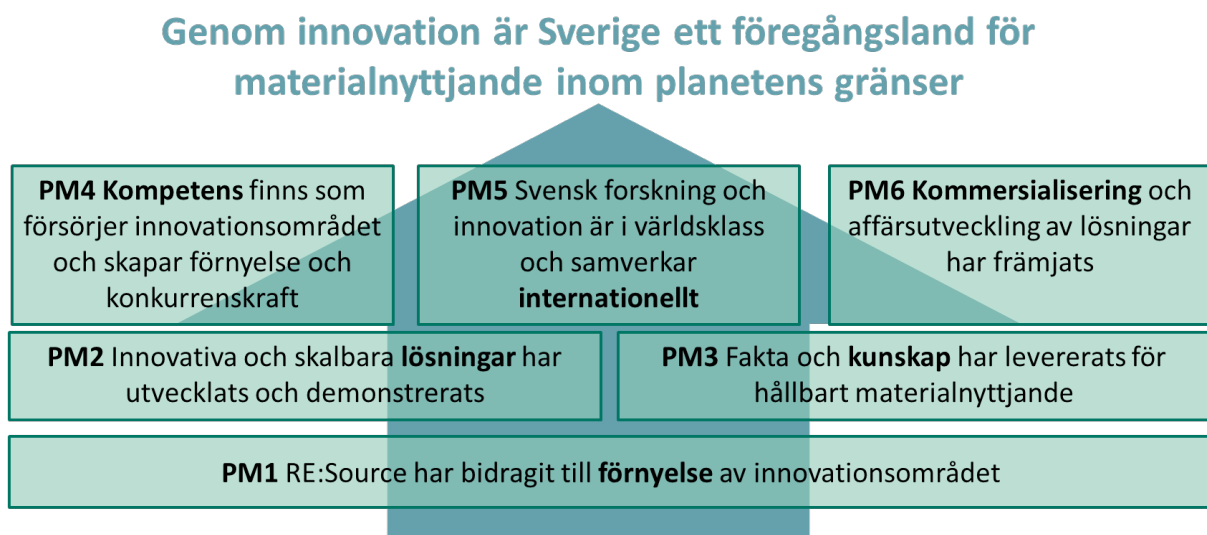 Genom innovation är Sverige ett föregångsland för
materialnyttjande inom planetens gränser
PM4 Kompetens finns som
försörjer innovationsområdet
och skapar förnyelse och
konkurrenskraft
PM5 Svensk forskning och
innovation är i världsklass
och samverkar
internationellt
PM6 Kommersialisering och
affärsutveckling av lösningar
har främjats
PM2 Innovativa och skalbara lösningar har
utvecklats och demonstrerats
PM3 Fakta och kunskap har levererats för
hållbart materialnyttjande
PM1 RE:Source har bidragit till förnyelse av innovationsområdet